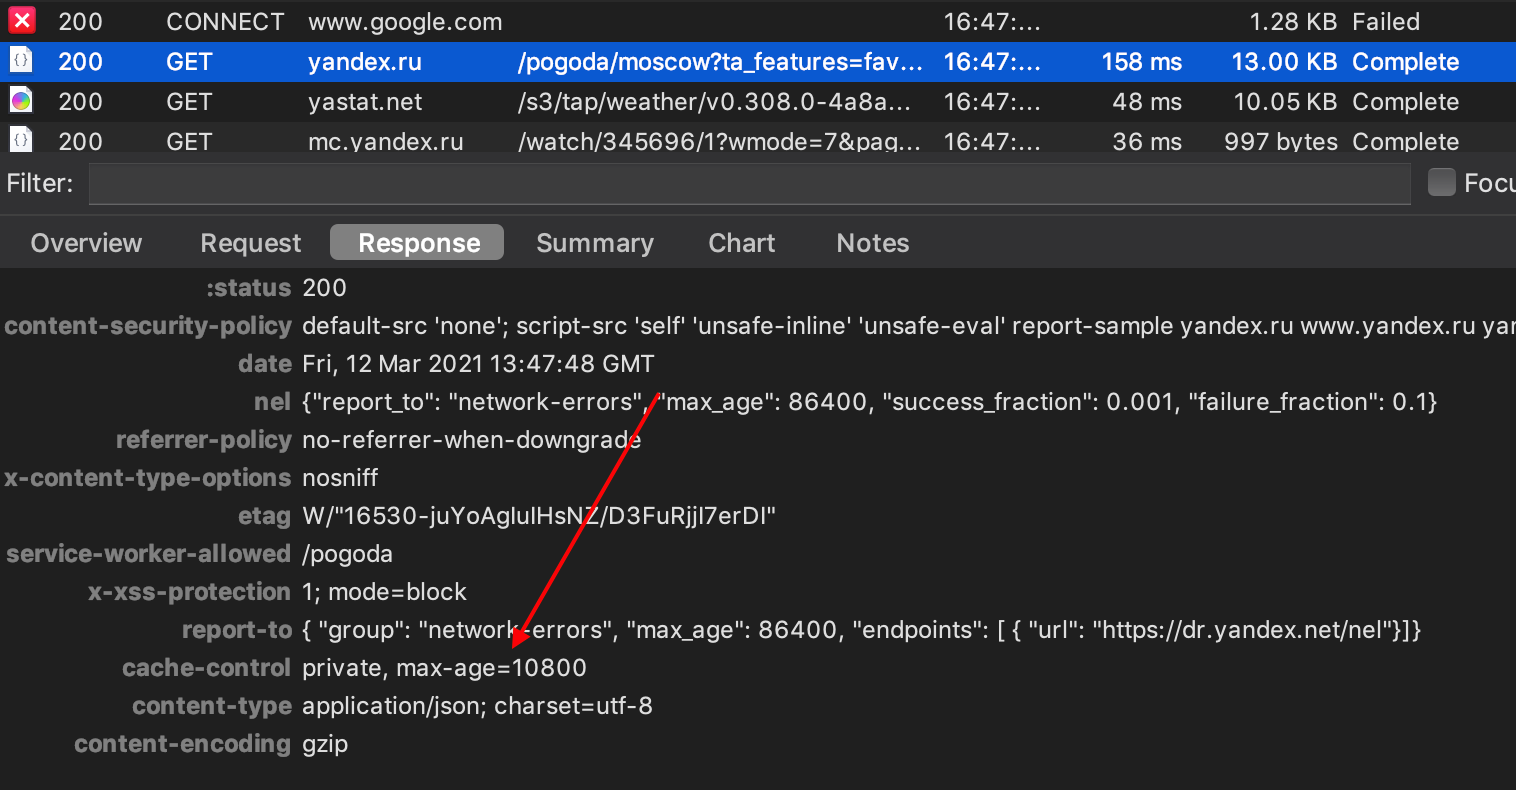 200 CONNECT www.google.com 16:47:... 1.28 KB Failed
200 GET yandex.ru /pogoda/moscow?ta_features=fav... 16:47:... 158 ms 13.00 KB Complete
200 GET yastat.net /s3/tap/weather/v0.308.0-4a8a... 16:47:... 48 ms 10.05 KB Complete
200 GET mc.yandex.ru /watch/345696/1?wmode=7&pag... 16:47:... 36 ms 997 bytes Complete
Filter: Focu
Overview Request Response Summary Chart Notes
:status 200
content-security-policy default-src 'none'; script-src 'self' 'unsafe-inline' 'unsafe-eval' report-sample yandex.ru www.yandex.ru yar
date Fri, 12 Mar 2021 13:47:48 GMT
nel {"report_to": "network-errors", "max_age": 86400, "success_fraction": 0.001, "failure_fraction": 0.1}
referrer-policy no-referrer-when-downgrade
x-content-type-options nosniff
etag W/"16530-juYoAgIulHsNZ/D3FuRjjI7erDI"
service-worker-allowed /pogoda
x-xss-protection 1; mode=block
report-to { "group": "network-errors", "max_age": 86400, "endpoints": [ { "url": "https://dr.yandex.net/nel"}]}
cache-control private, max-age=10800
content-type application/json; charset=utf-8
content-encoding gzip